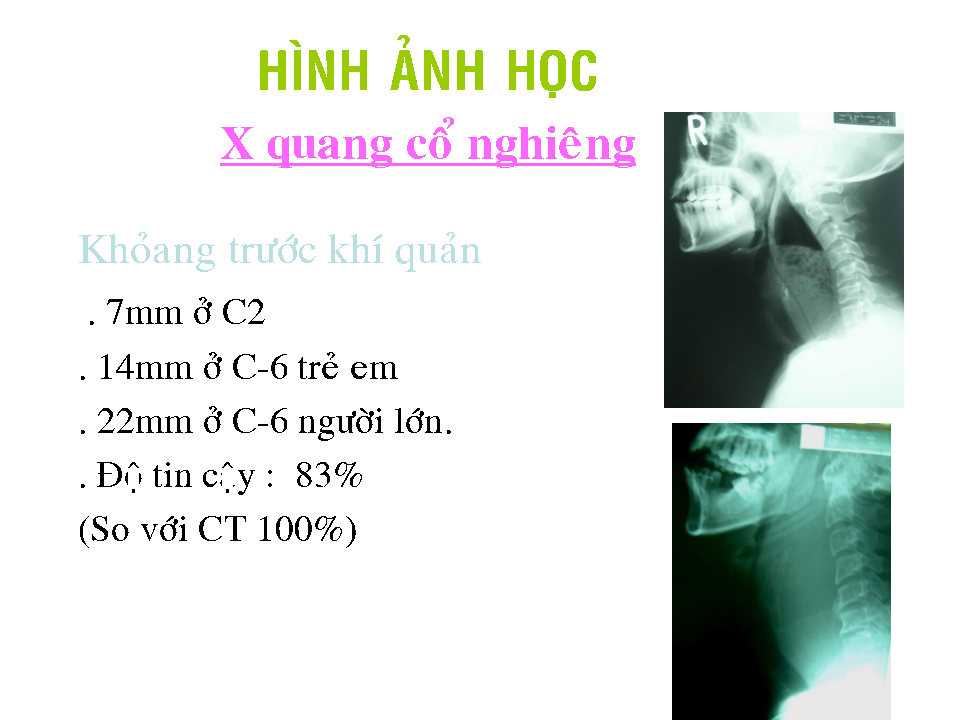 HÌNH ẢNH HỌC
X quang cổ nghiêng
Khỏang trước khí quản
. 7mm ở C2
. 14mm ở C-6 trẻ em
. 22mm ở C-6 người lớn.
. Độ tin cậy : 83%
(So với CT 100%)
R